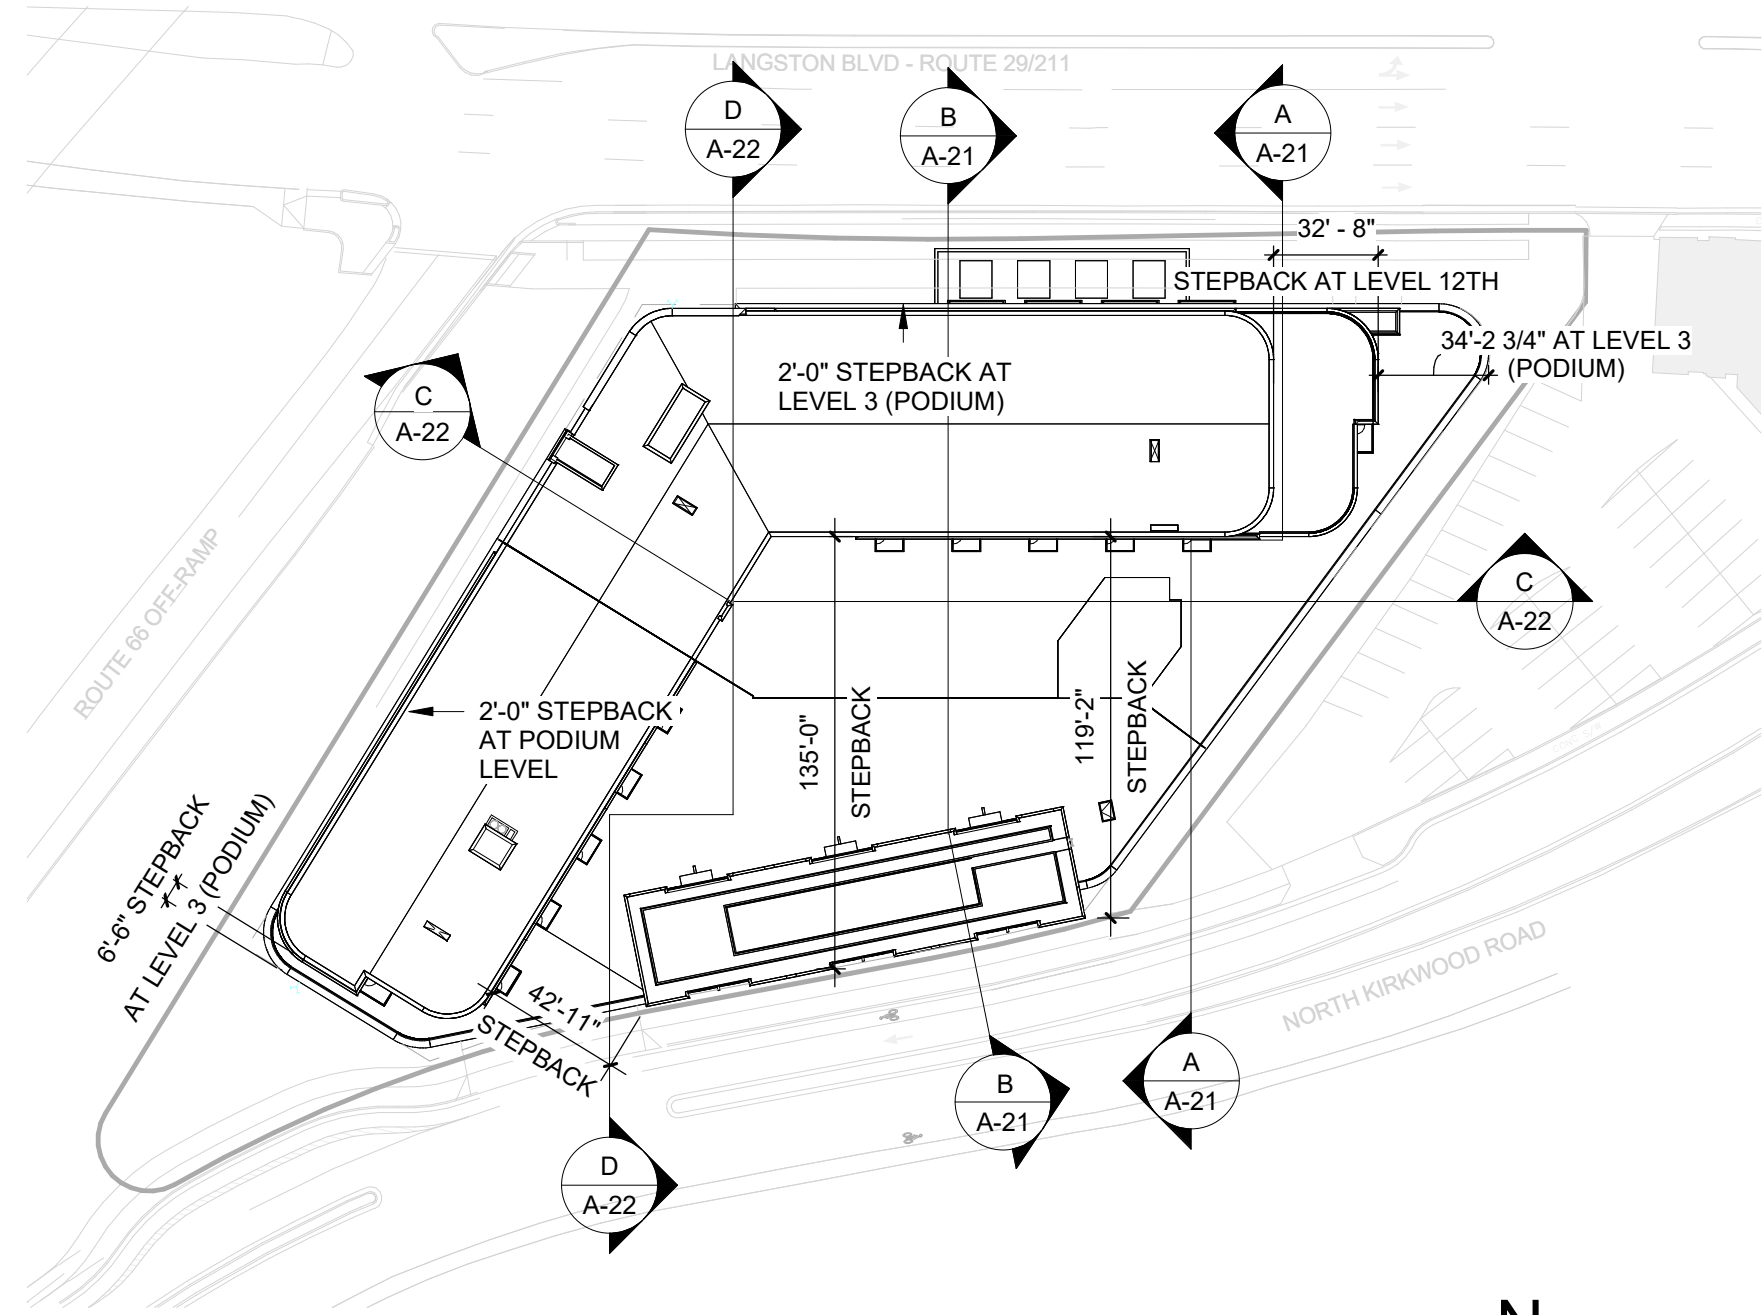 LANGSTON BLVD - ROUTE 29/211
D
A-22
B
A-21
A
A-21
32' - 8"
STEPBACK AT LEVEL 12TH
34'-2 3/4" AT LEVEL 3
(PODIUM)
2'-0" STEPBACK AT
LEVEL 3 (PODIUM)
C
A-22
ROUTE 66 OFF-RAMP
C
A-22
2'-0" STEPBACK
AT PODIUM
LEVEL
135'-0"
STEPBACK
119'-2"
STEPBACK
6'-6" STEPBACK
AT LEVEL 3 (PODIUM)
42'-11"
STEPBACK
NORTH KIRKWOOD ROAD
B
A-21
A
A-21
D
A-22
N